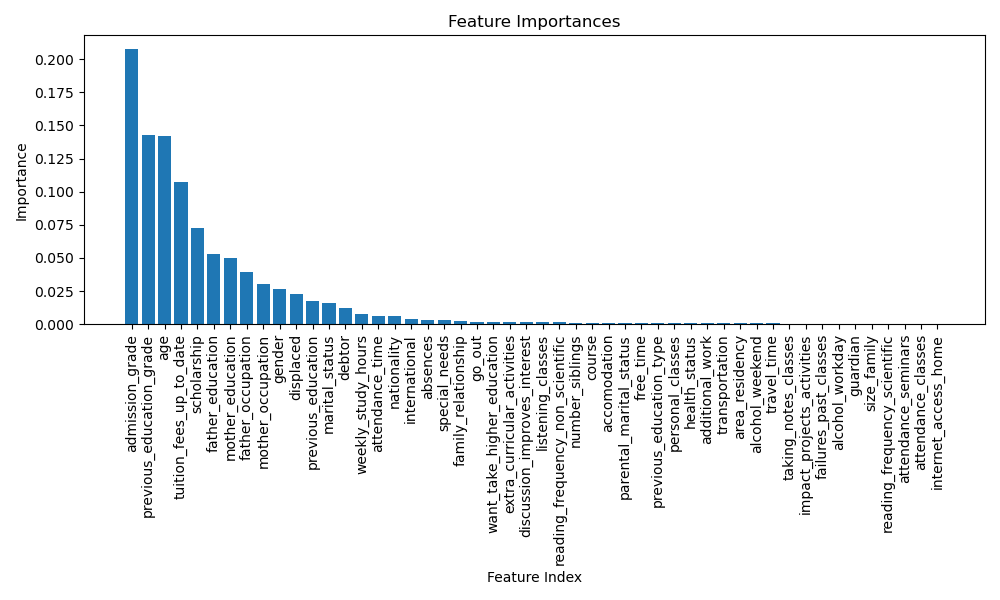 Feature Importances
Importance
0.200
0.175
0.150
0.125
0.100
0.075
0.050
0.025
0.000
admission_grade
previous_education_grade
age
tuition_fees_up_to_date
scholarship
father_education
mother_education
father_occupation
mother_occupation
gender
displaced
previous_education
marital_status
debtor
weekly_study_hours
attendance_time
nationality
international
absences
special_needs
family_relationship
go_out
want_take_higher_education
extra_curricular_activities
discussion_improves_interest
listening_classes
reading_frequency_non_scientific
number_siblings
course
accomodation
parental_marital_status
free_time
previous_education_type
personal_classes
health_status
additional_work
transportation
area_residency
alcohol_weekend
travel_time
taking_notes_classes
impact_projects_activities
failures_past_classes
alcohol_workday
guardian
size_family
reading_frequency_scientific
attendance_seminars
attendance_classes
internet_access_home
Feature Index